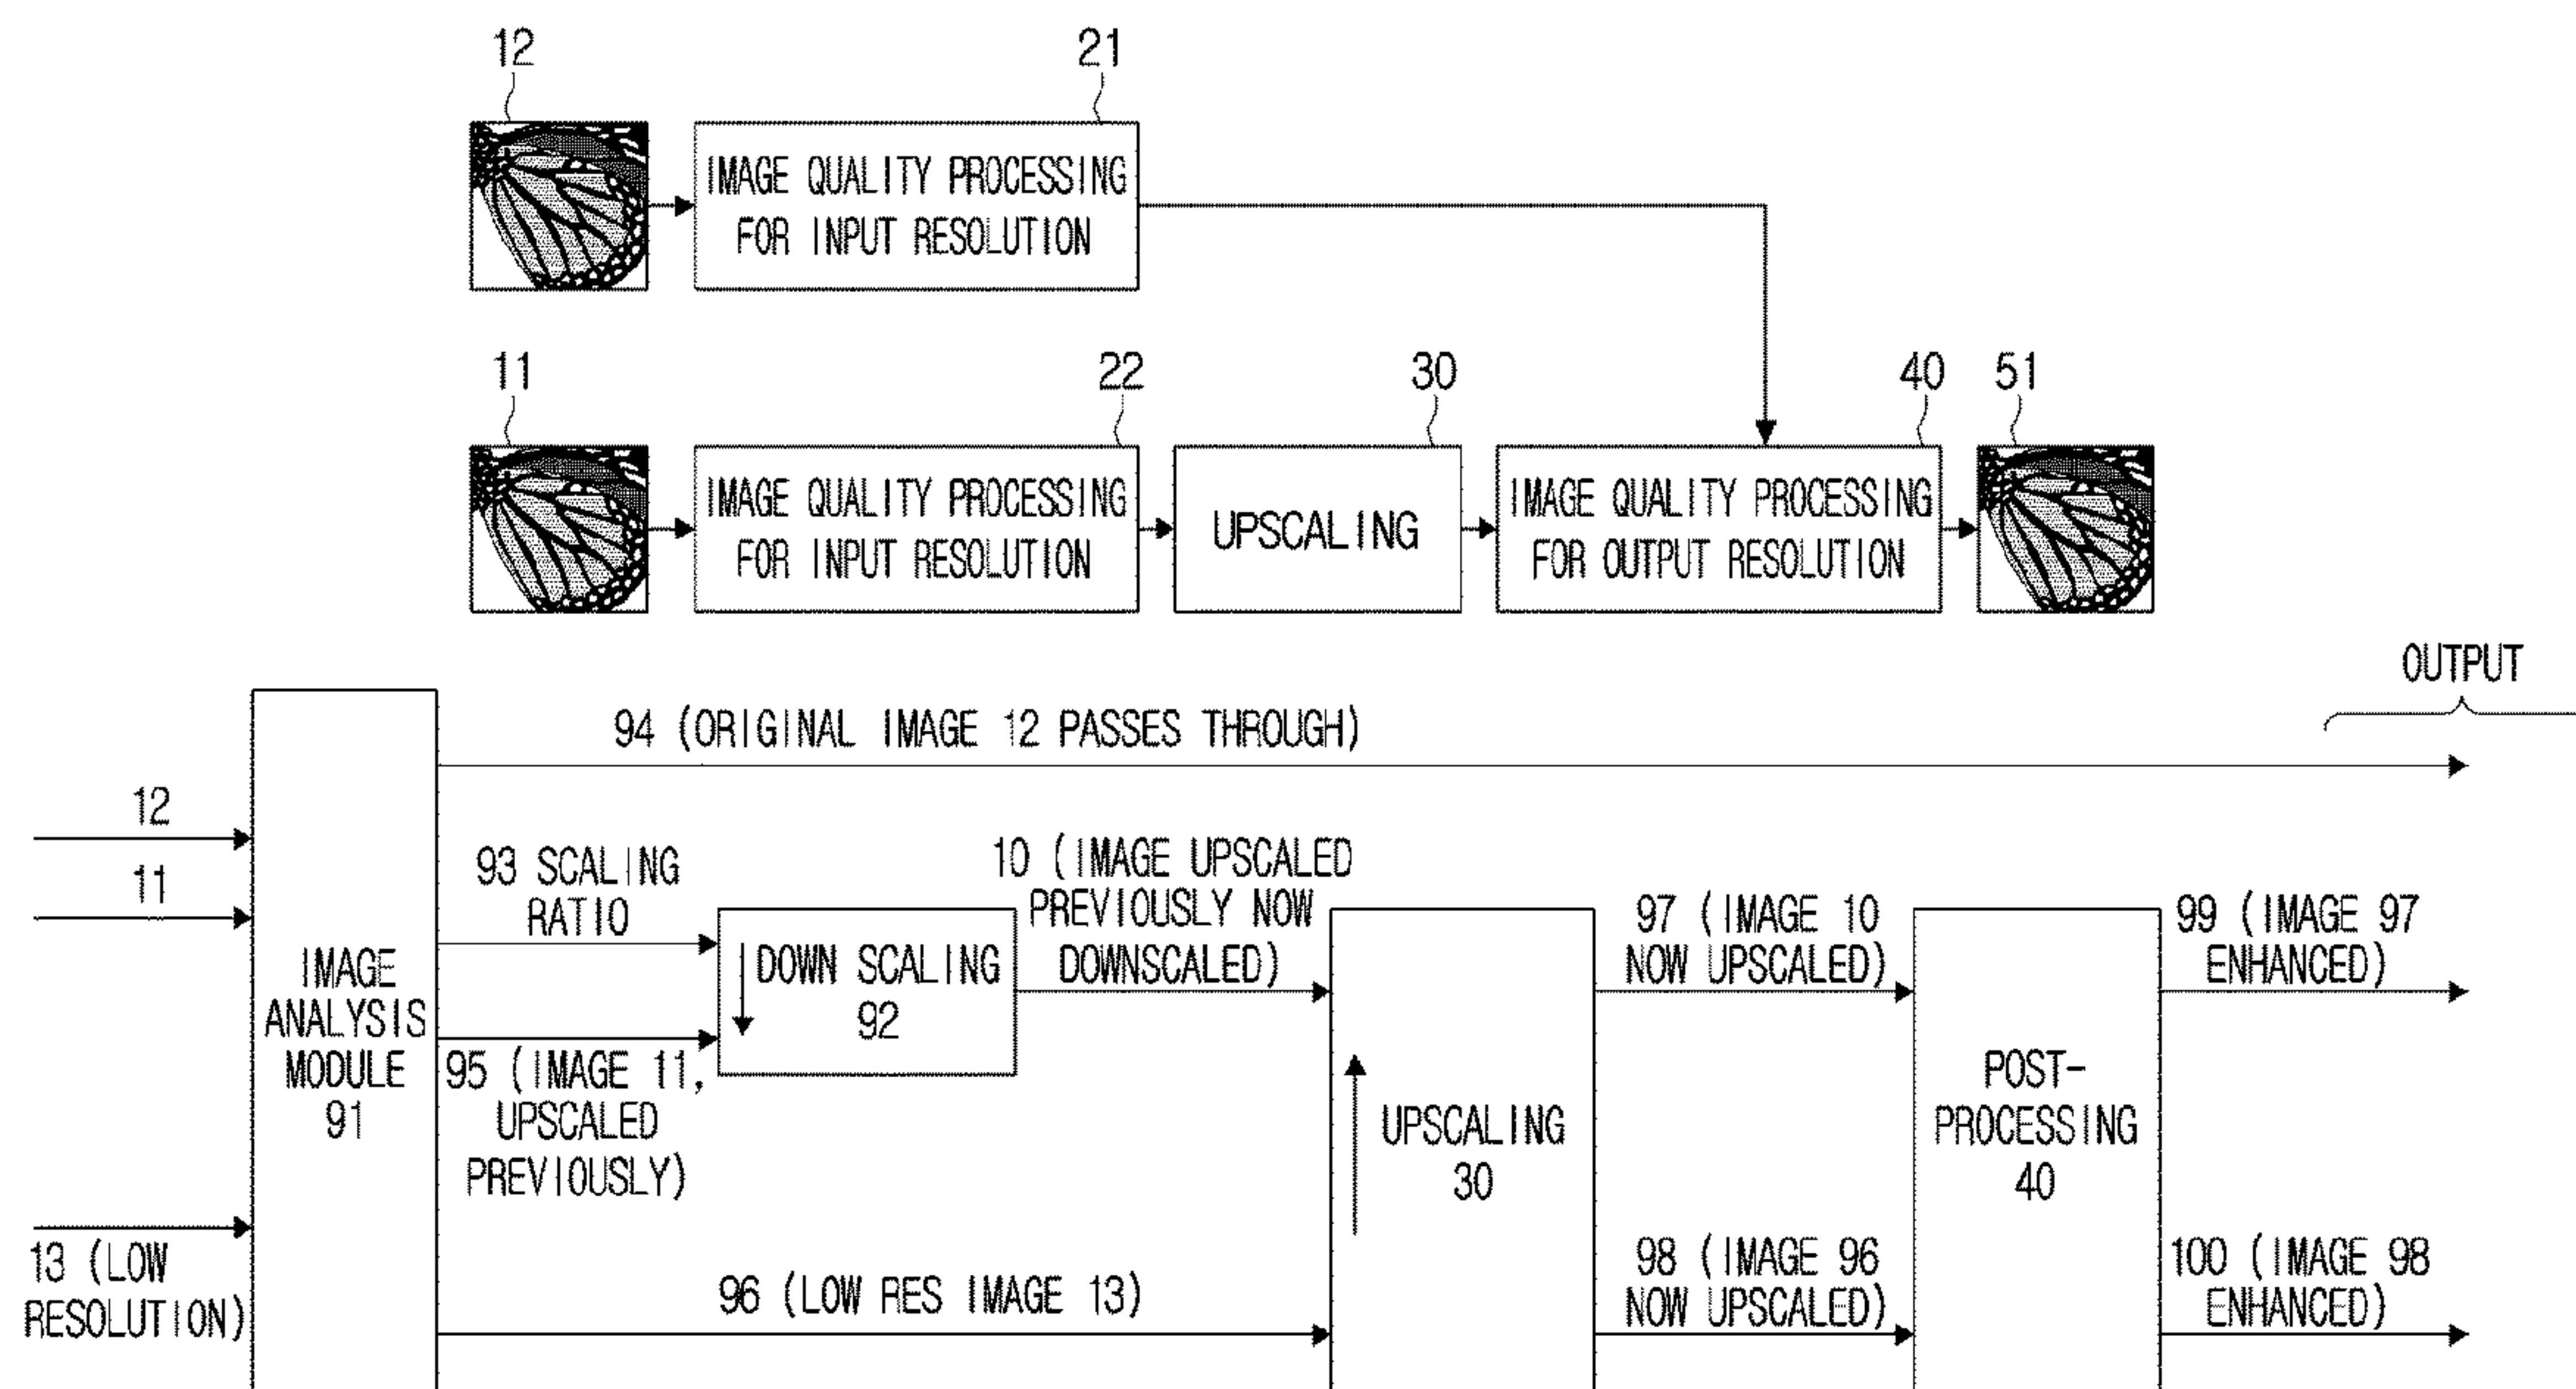 12
21
IMAGE QUALITY PROCESSING
FOR INPUT RESOLUTION
11
22
30
40
51
IMAGE QUALITY PROCESSING
FOR INPUT RESOLUTION
UPSCALING
IMAGE QUALITY PROCESSING
FOR OUTPUT RESOLUTION
OUTPUT
94 (ORIGINAL IMAGE 12 PASSES THROUGH)
12
11
13 (LOW
RESOLUTION)
IMAGE
ANALYSIS
MODULE
91
93 SCALING
RATIO
95 (IMAGE 11,
UPSCALED
PREVIOUSLY)
DOWN SCALING
92
10 (IMAGE UPSCALED
PREVIOUSLY NOW
DOWNSCALED)
96 (LOW RES IMAGE 13)
UPSCALING
30
97 (IMAGE 10
NOW UPSCALED)
98 (IMAGE 96
NOW UPSCALED)
POST-
PROCESSING
40
99 (IMAGE 97
ENHANCED)
100 (IMAGE 98
ENHANCED)